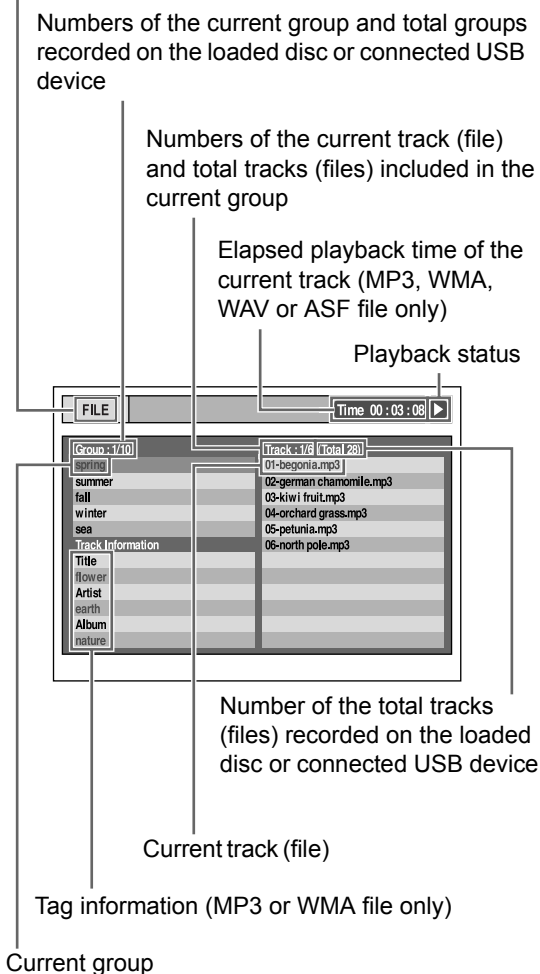 Numbers of the current group and total groups
recorded on the loaded disc or connected USB
device
Numbers of the current track (file)
and total tracks (files) included in the
current group
Elapsed playback time of the
current track (MP3, WMA,
WAV or ASF file only)
Playback status
FILE
Time 00:03:08
Group : 1/10
spring
summer
fall
winter
sea
Track Information
Title
flower
Artist
earth
Album
nature
Track : 1/6 (Total 28)
01-begonia.mp3
02-german chamomile.mp3
03-kiwi fruit.mp3
04-orchard grass.mp3
05-petunia.mp3
06-north pole.mp3
Number of the total tracks
(files) recorded on the loaded
disc or connected USB device
Current track (file)
Tag information (MP3 or WMA file only)
Current group